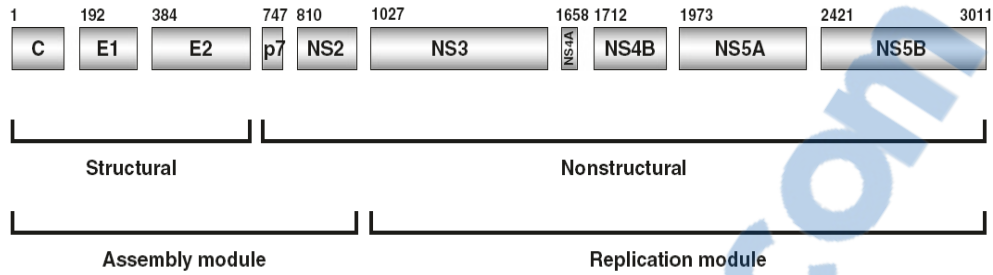 1 192 384 747 810 1027 1658 1712 1973 2421 3011
C E1 E2 p7 NS2 NS3 NS4A NS4B NS5A NS5B
Structural Nonstructural
Assembly module Replication module
com